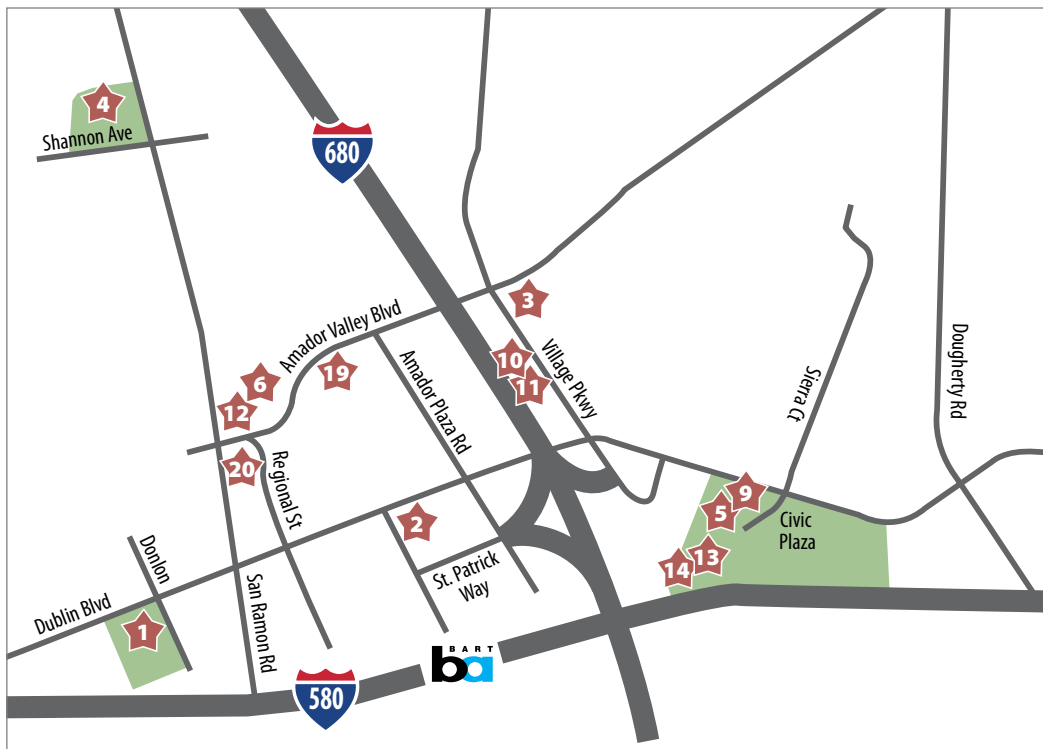 4
Shannon Ave
680
3
Amador Valley Blvd
10
Village Pkwy
19
Amador Plaza Rd
6
11
12
Sierra Ct
Dougherty Rd
20
Regional St
9
5
2
Civic
Plaza
13
14
St. Patrick
Way
Donlon
San Ramon Rd
Dublin Blvd
1
BART
ba
580